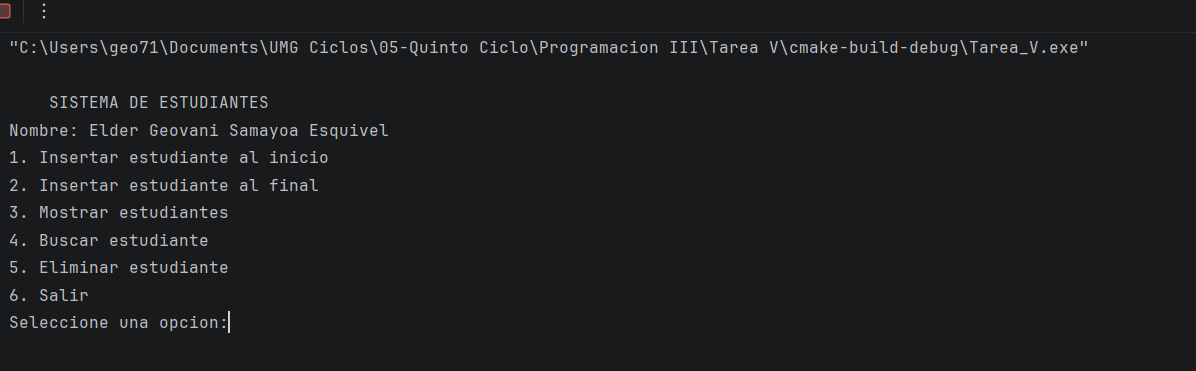 "C:\Users\geo71\Documents\UMG Ciclos\05-Quinto Ciclo\Programacion III\Tarea V\cmake-build-debug\Tarea_V.exe"
SISTEMA DE ESTUDIANTES
Nombre: Elder Geovani Samayoa Esquivel
1. Insertar estudiante al inicio
2. Insertar estudiante al final
3. Mostrar estudiantes
4. Buscar estudiante
5. Eliminar estudiante
6. Salir
Seleccione una opcion: